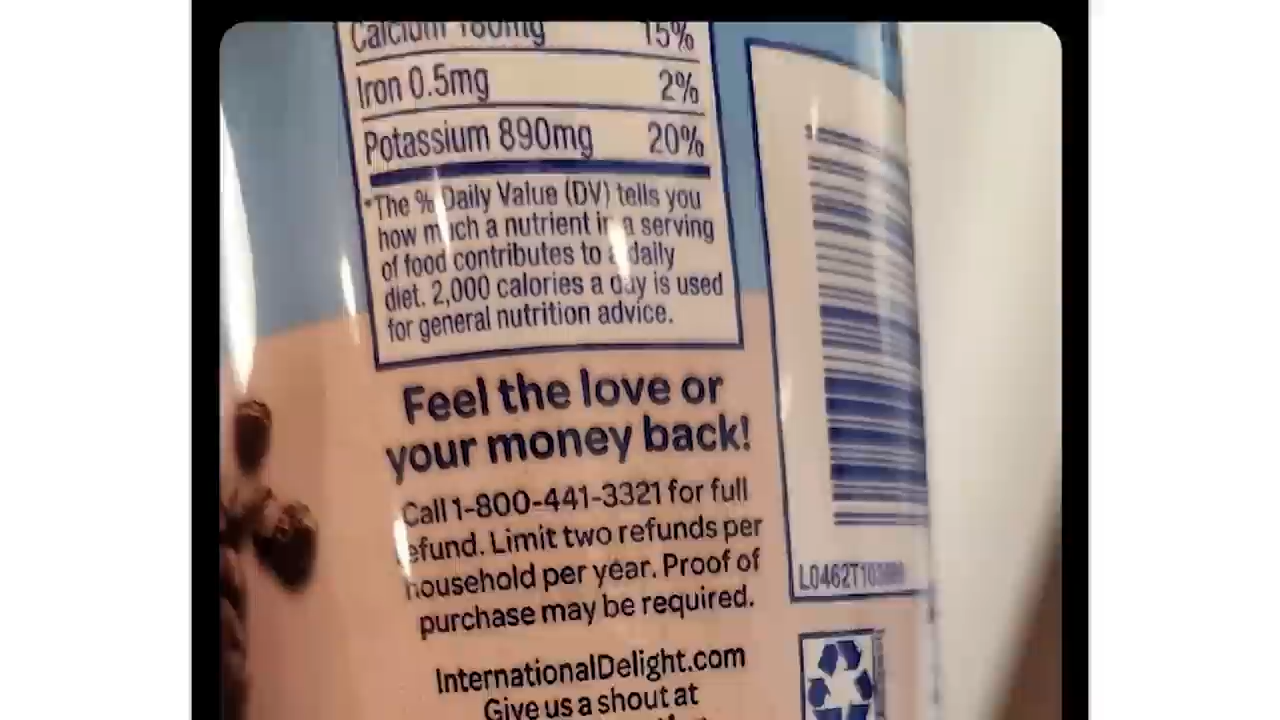 Calcium 180mg 15%
Iron 0.5mg 2%
Potassium 890mg 20%
*The % Daily Value (DV) tells you
how much a nutrient in a serving
of food contributes to a daily
diet. 2,000 calories a day is used
for general nutrition advice.
Feel the love or
your money back!
Call 1-800-441-3321 for full
refund. Limit two refunds per
household per year. Proof of
purchase may be required.
InternationalDelight.com
Give us a shout at